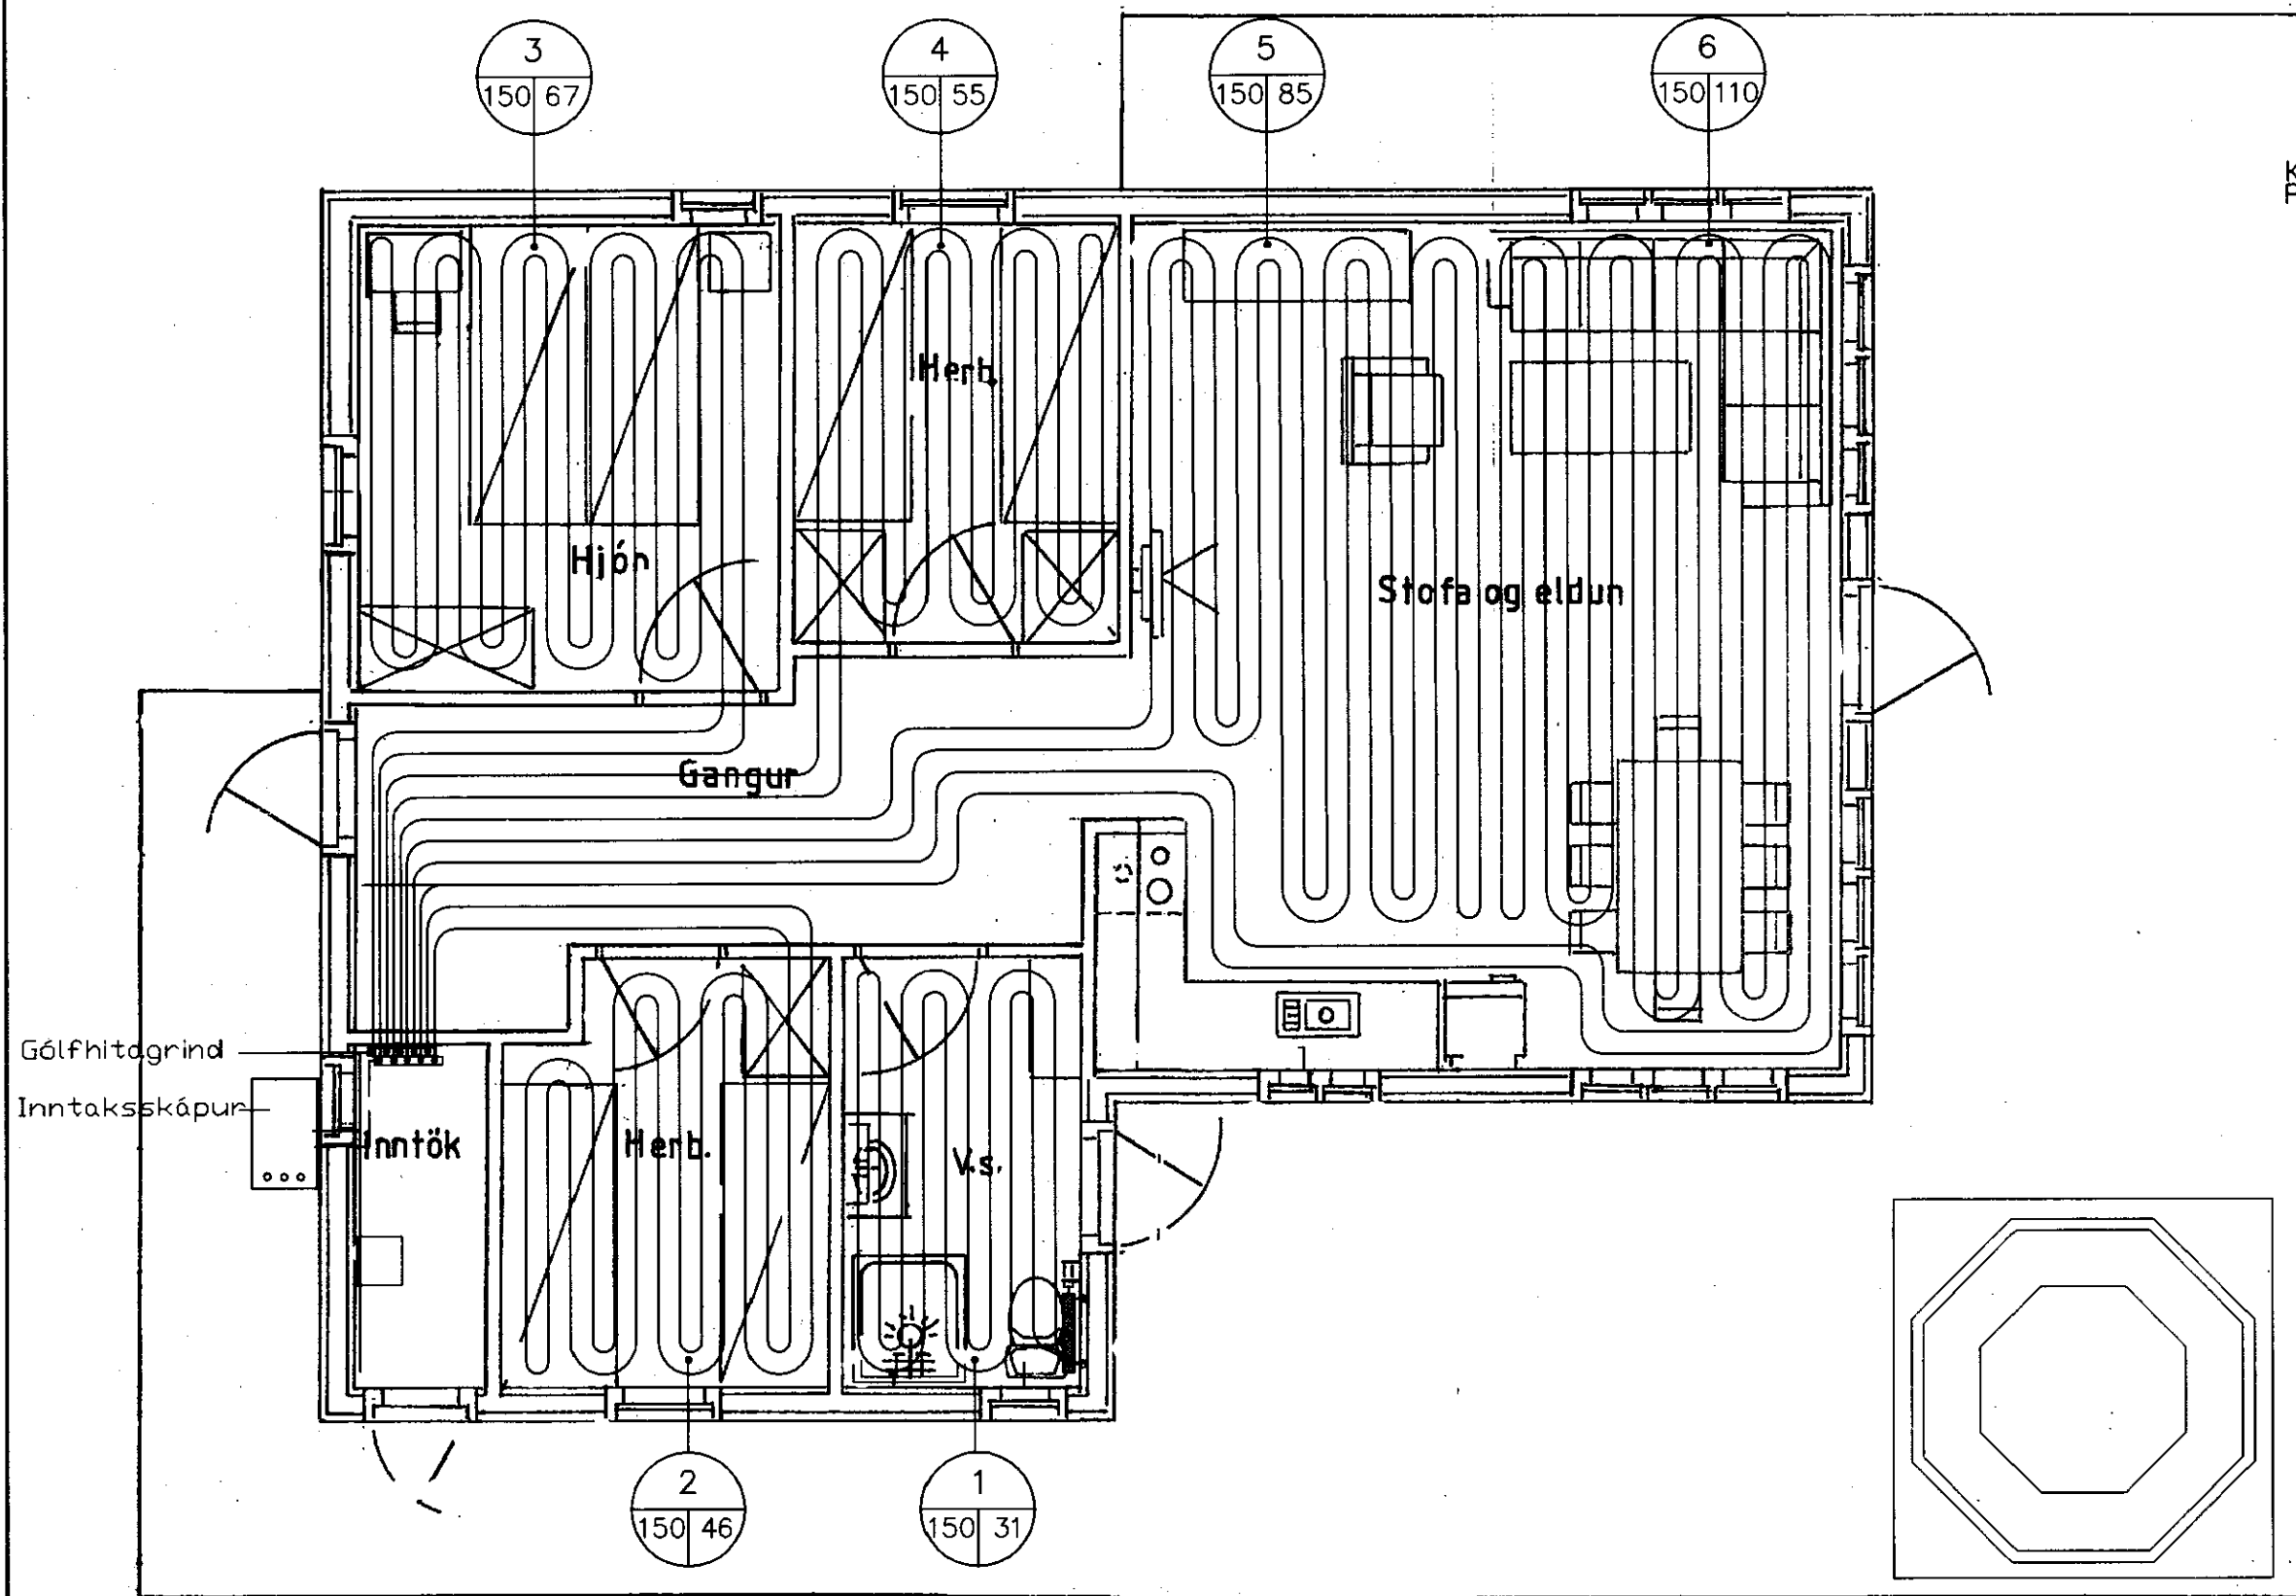 3
150 67
4
150 55
5
150 85
6
150 110
Herb.
Hjón
Stofa og eldun
Gangur
Gólfhitagrind
Inntaksskápur
Inntök
Herb.
V.s.
2
150 46
1
150 31